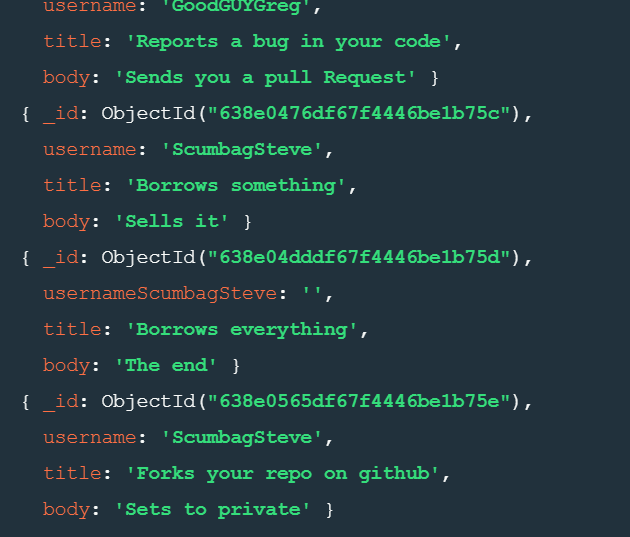 username: 'GoodGUYGreg',
title: 'Reports a bug in your code',
body: 'Sends you a pull Request' }
{ _id: ObjectId("638e0476df67f4446be1b75c"),
username: 'ScumbagSteve',
title: 'Borrows something',
body: 'Sells it' }
{ _id: ObjectId("638e04dddf67f4446be1b75d"),
usernameScumbagSteve: '',
title: 'Borrows everything',
body: 'The end' }
{ _id: ObjectId("638e0565df67f4446be1b75e"),
username: 'ScumbagSteve',
title: 'Forks your repo on github',
body: 'Sets to private' }